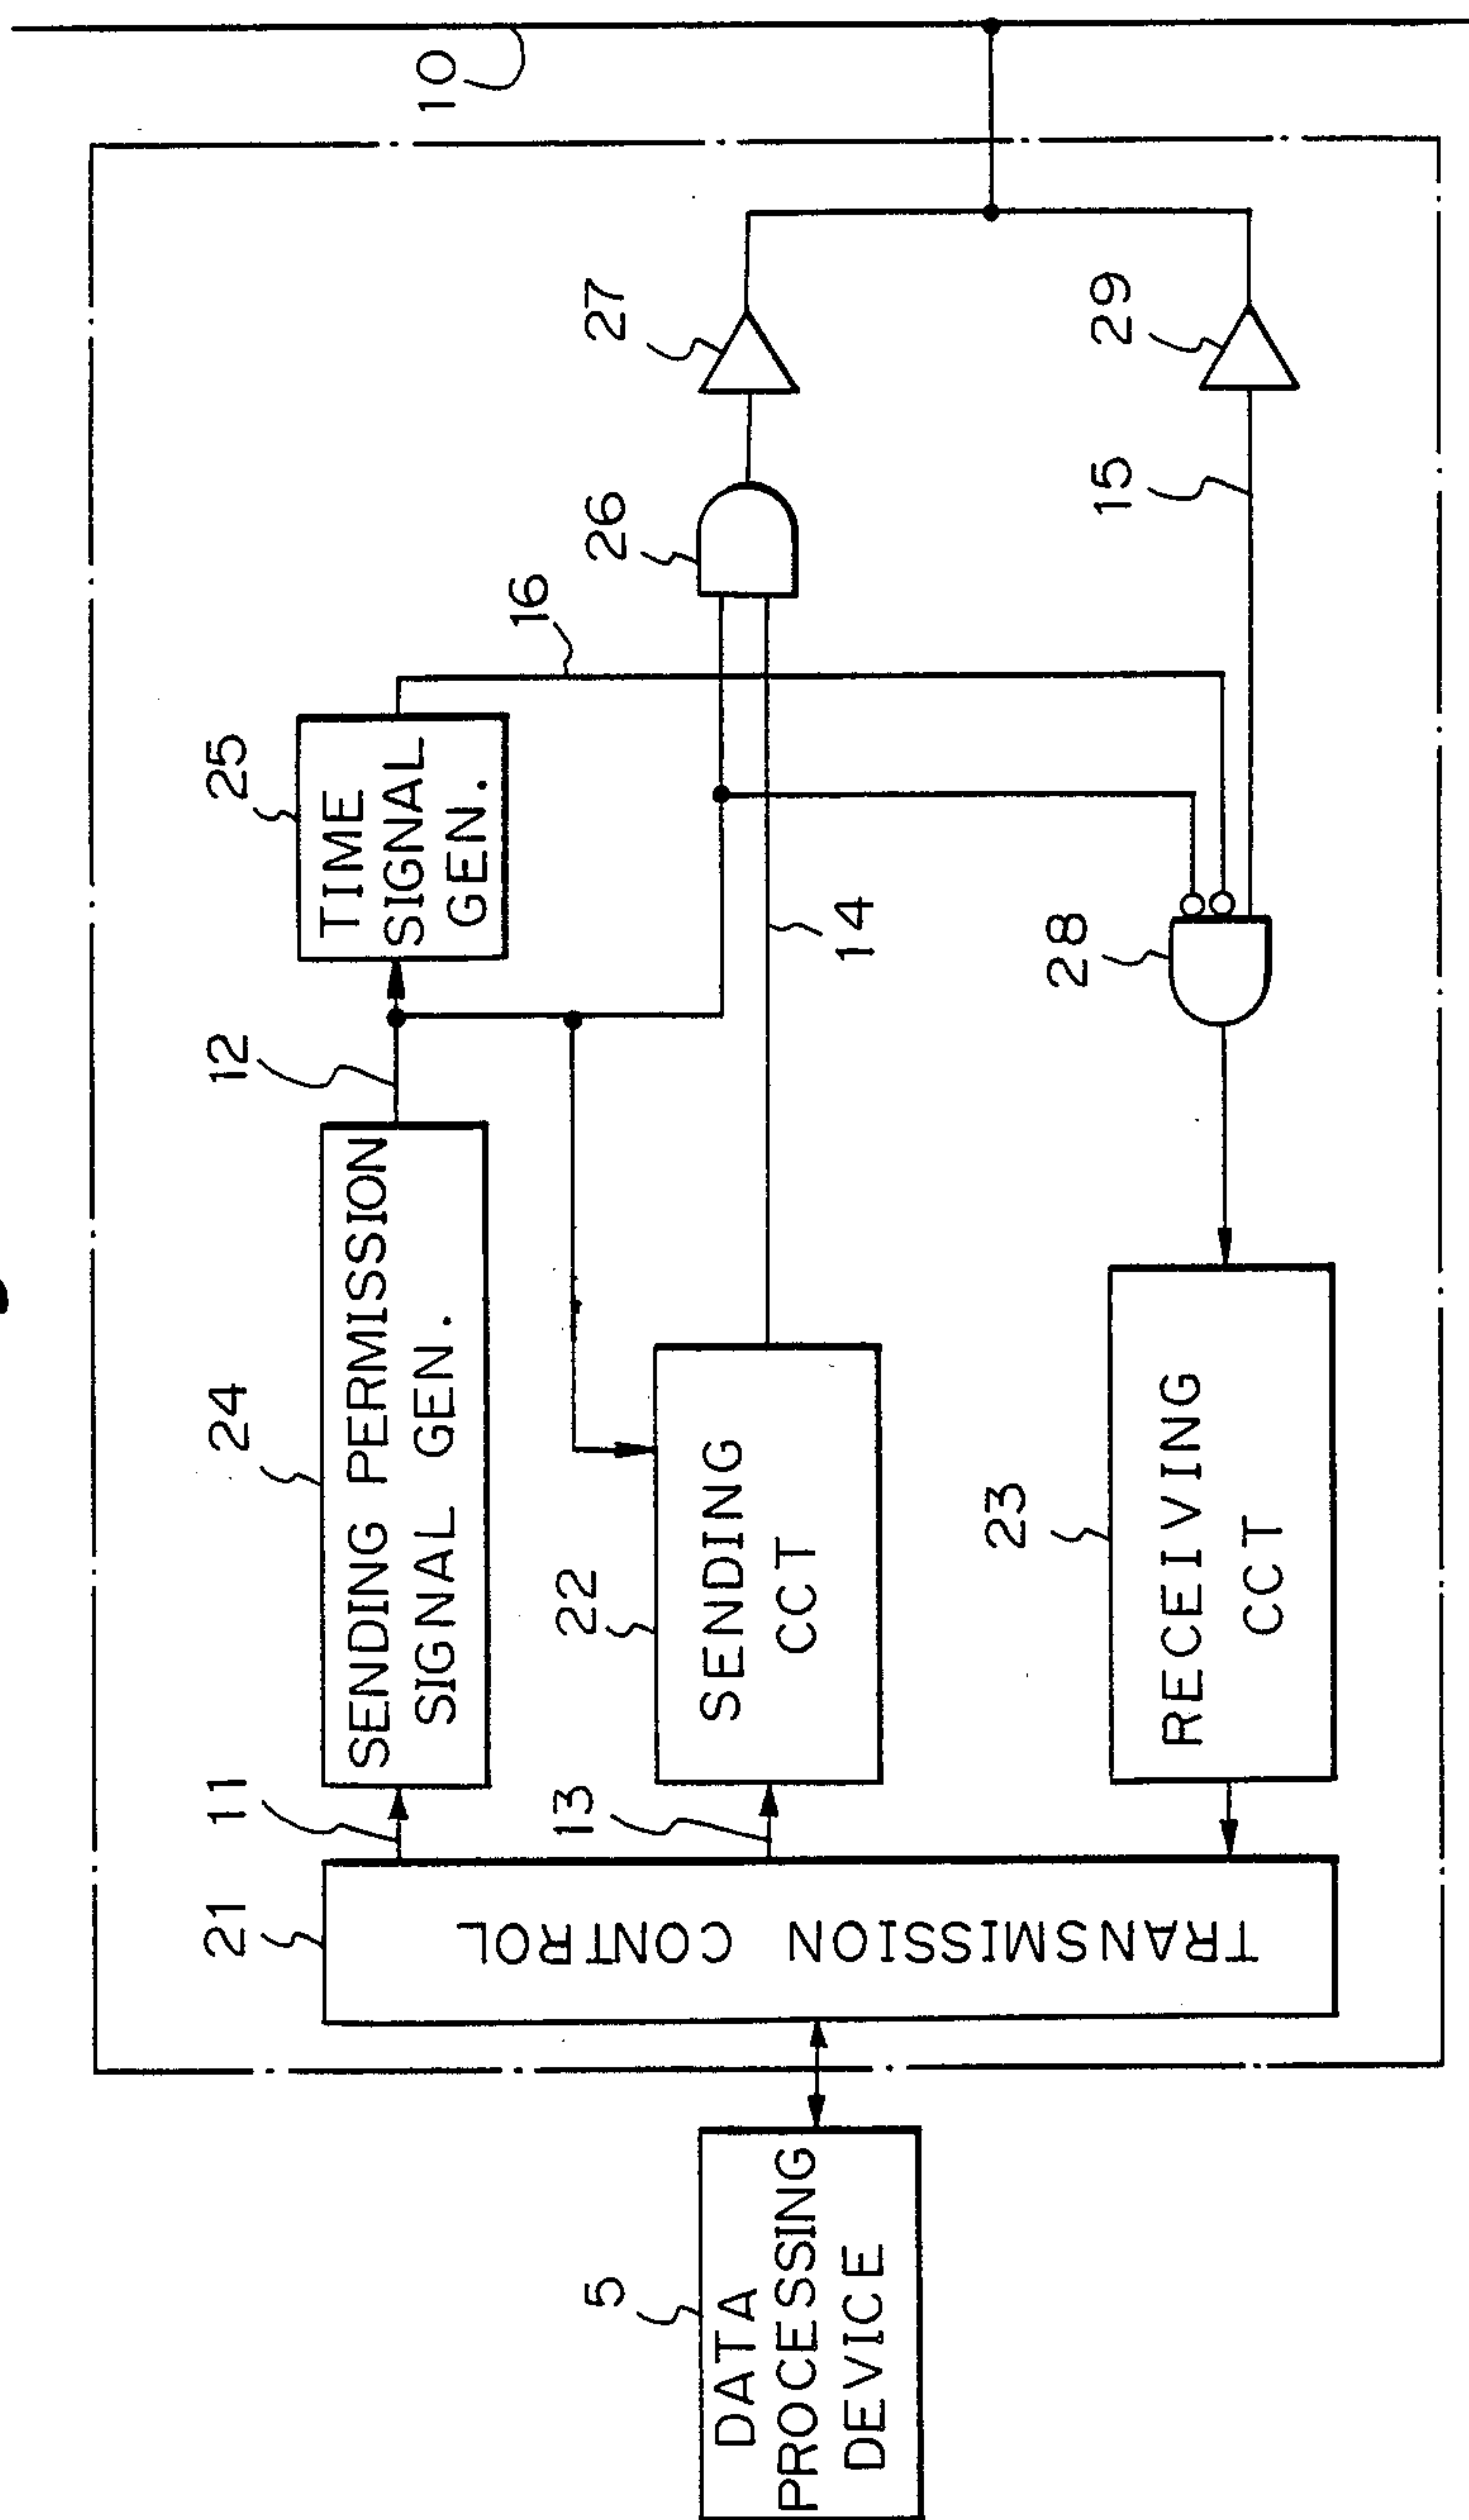 10
24
SENDING PERMISSION
SIGNAL GEN.
12
25
TIME
SIGNAL
GEN.
16
11
21
TRANSMISSION CONTROL
13
22
SENDING
CCT
14
26
27
5
DATA
PROCESSING
DEVICE
23
RECEIVING
CCT
28
15
29